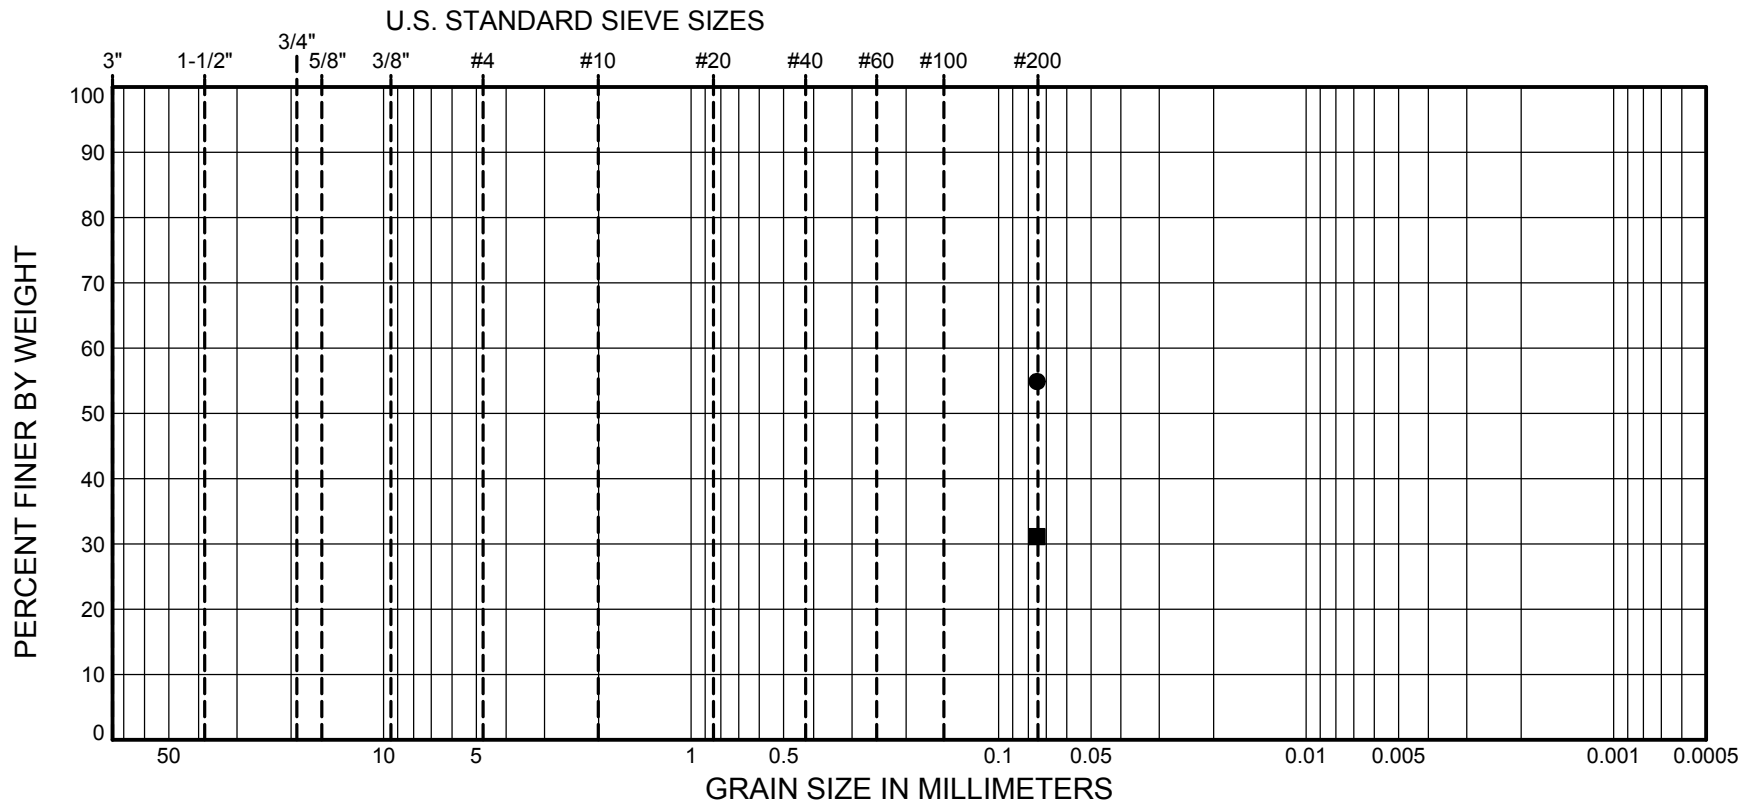 U.S. STANDARD SIEVE SIZES
3" 1-1/2" 3/4" 5/8" 3/8" #4 #10 #20 #40 #60 #100 #200
100
90
80
70
60
50
40
30
20
10
0
PERCENT FINER BY WEIGHT
50 10 5 1 0.5 0.1 0.05 0.01 0.005 0.001 0.0005
GRAIN SIZE IN MILLIMETERS